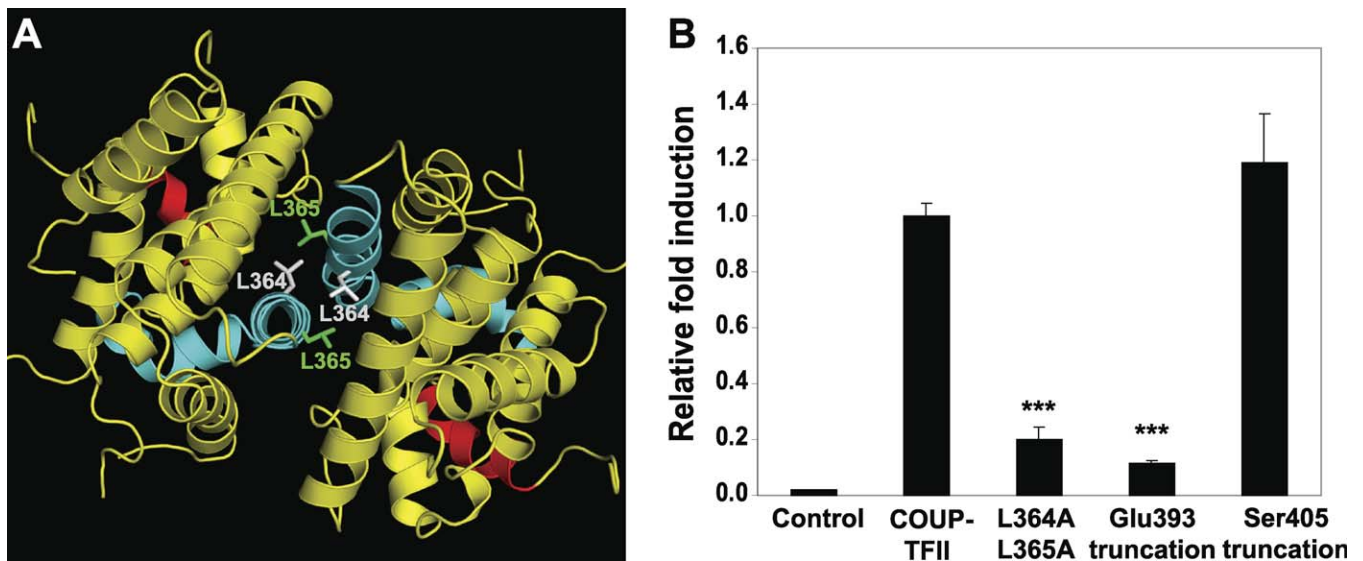 A
L365
L364
L364
L365
B
Relative fold induction
1.6
1.4
1.2
1.0
0.8
0.6
0.4
0.2
0.0
***
***
Control
COUP-
TFII
L364A
L365A
Glu393
truncation
Ser405
truncation